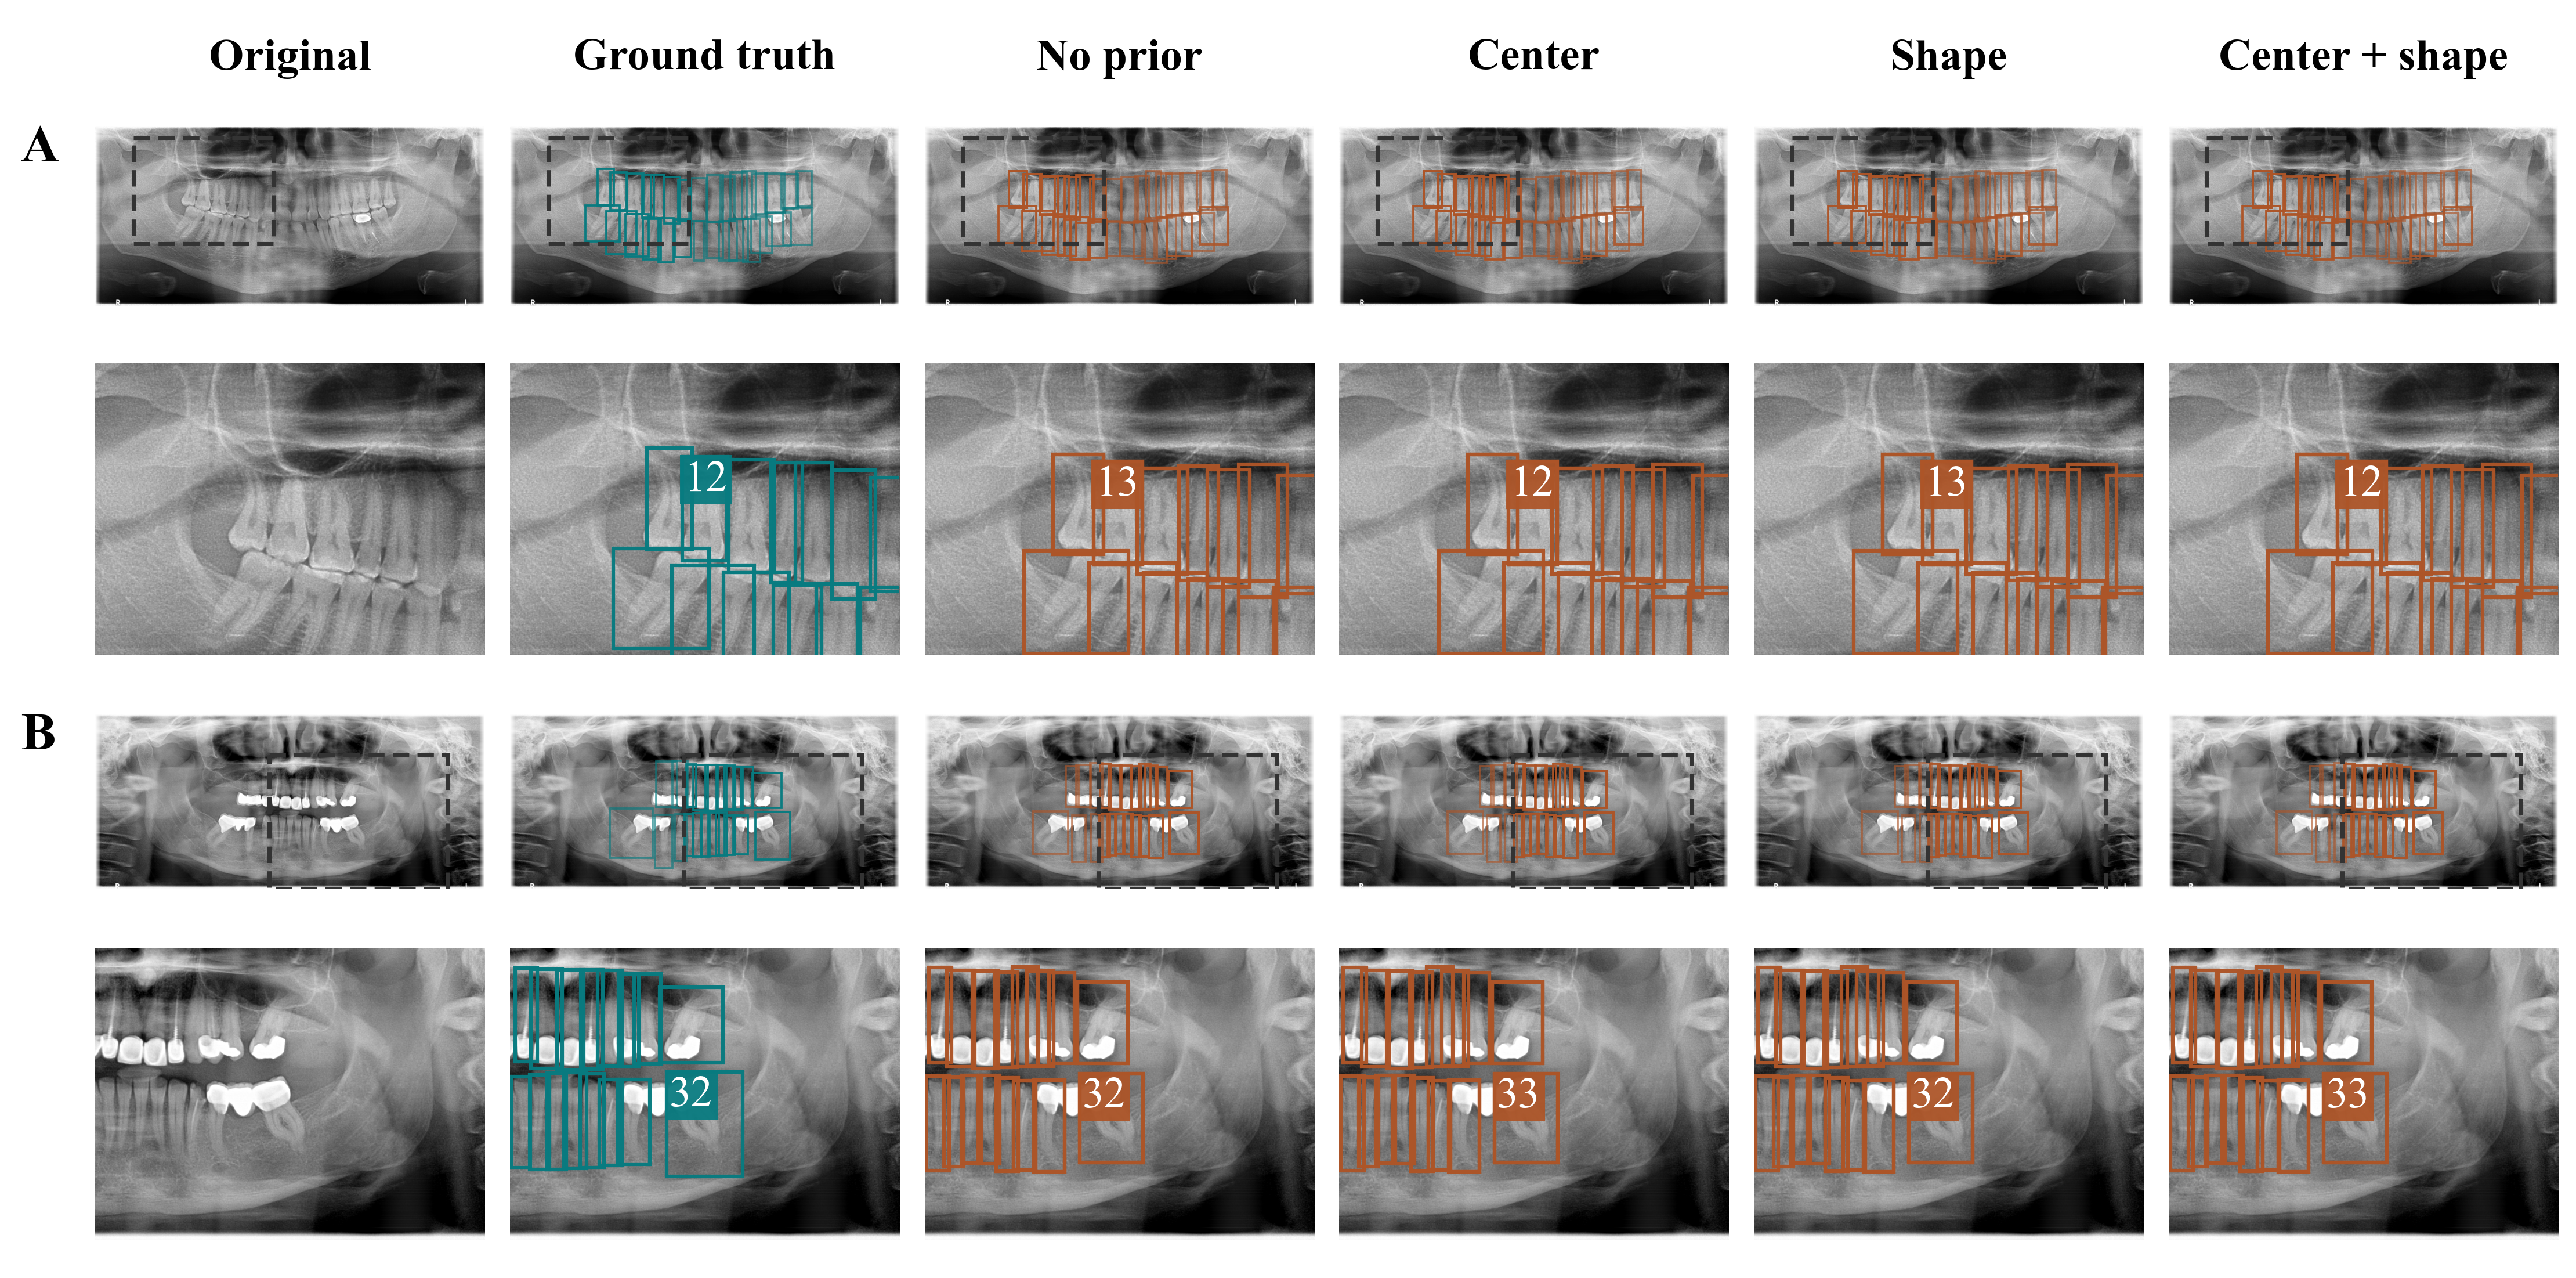 Original Ground truth No prior Center Shape Center + shape
A
12 13 12 13 12
B
32 32 33 32 33